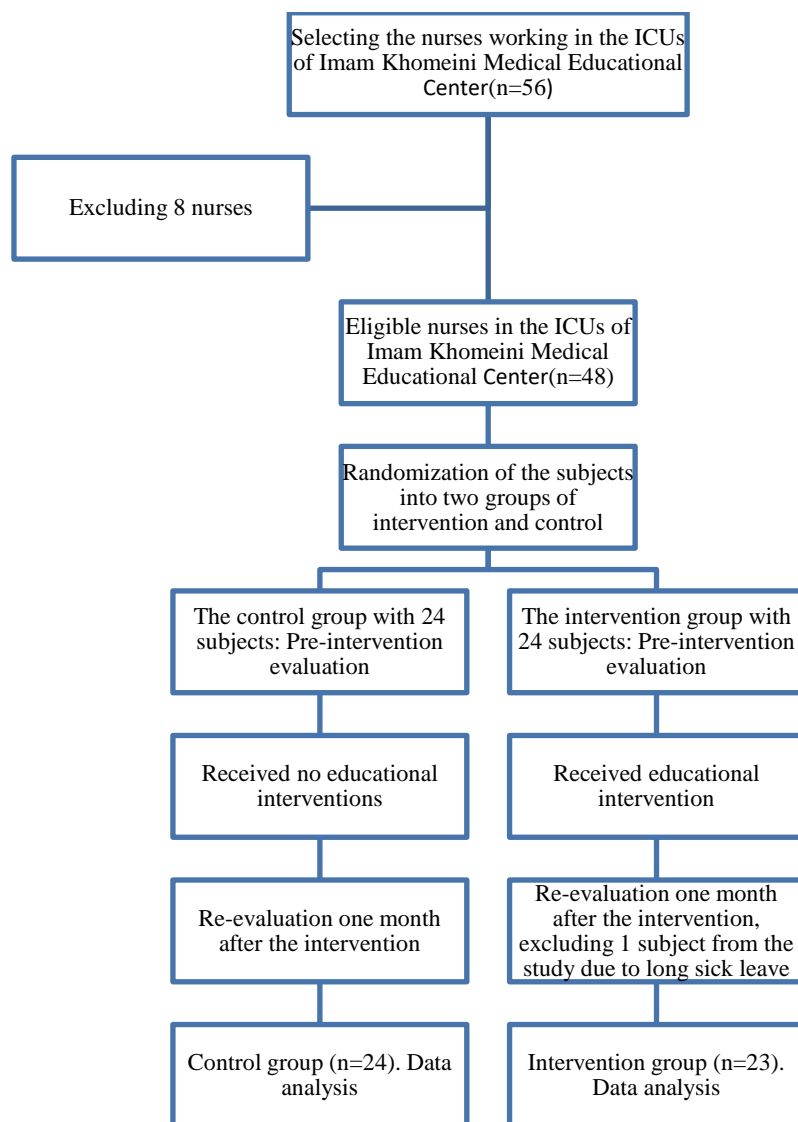 Selecting the nurses working in the ICUs
of Imam Khomeini Medical Educational
Center(n=56)
Excluding 8 nurses
Eligible nurses in the ICUs of
Imam Khomeini Medical
Educational Center(n=48)
Randomization of the subjects
into two groups of
intervention and control
The control group with 24
subjects: Pre-intervention
evaluation
The intervention group with
24 subjects: Pre-intervention
evaluation
Received no educational
interventions
Received educational
intervention
Re-evaluation one month
after the intervention
Re-evaluation one month
after the intervention,
excluding 1 subject from the
study due to long sick leave
Control group (n=24). Data
analysis
Intervention group (n=23).
Data analysis